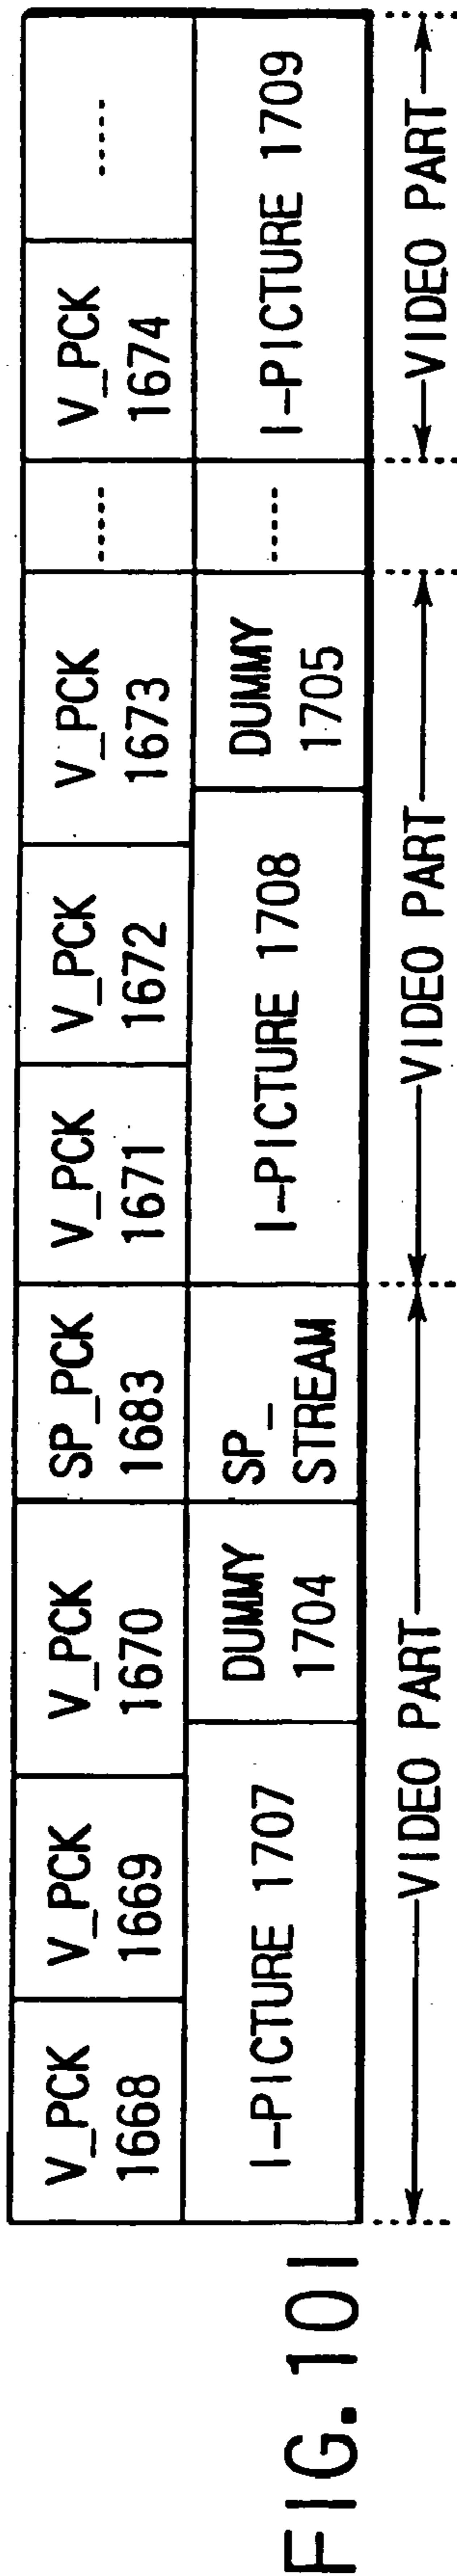 V_PCK
1668
V_PCK
1669
V_PCK
1670
SP_PCK
1683
V_PCK
1671
V_PCK
1672
V_PCK
1673
-----
V_PCK
1674
-----
I-PICTURE 1707
DUMMY
1704
SP_
STREAM
I-PICTURE 1708
DUMMY
1705
-----
I-PICTURE 1709
VIDEO PART
VIDEO PART
VIDEO PART
FIG. 10I